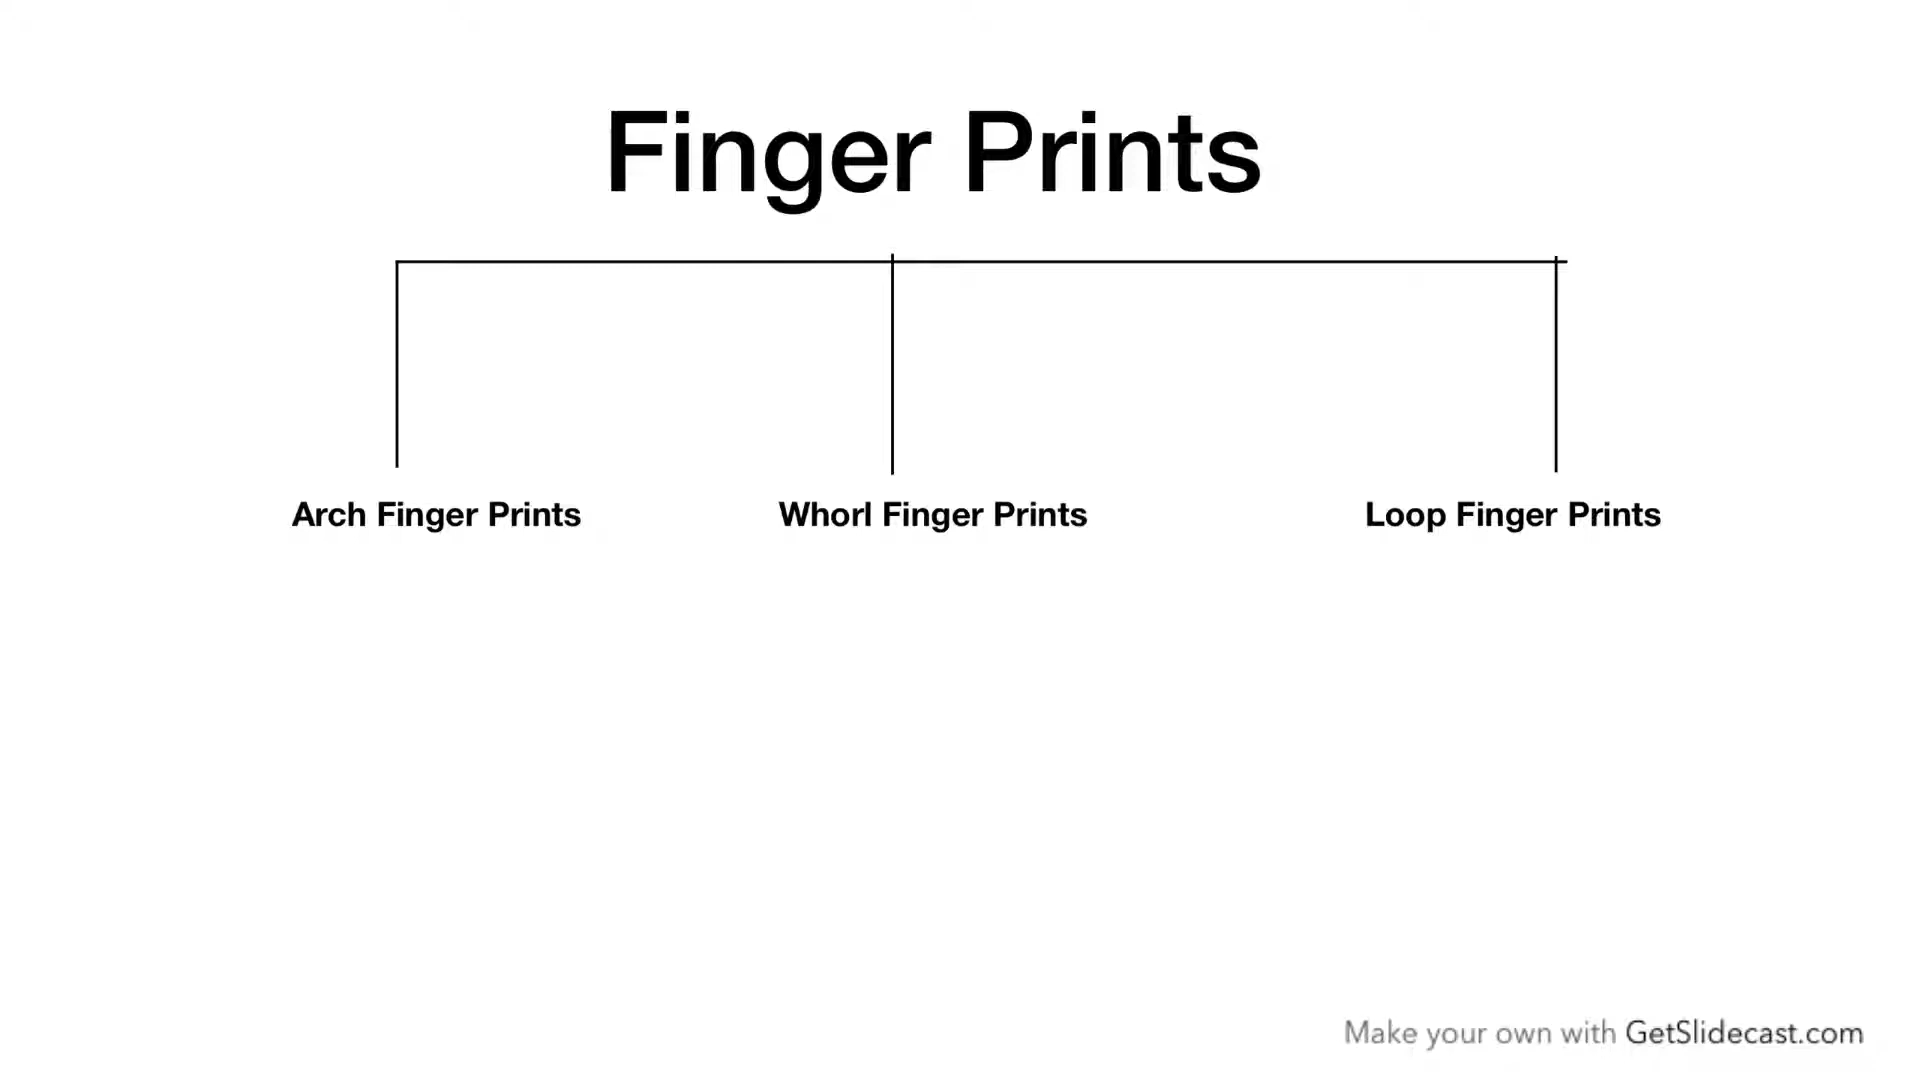 Finger Prints
Arch Finger Prints
Whorl Finger Prints
Loop Finger Prints
Make your own with GetSlidecast.com